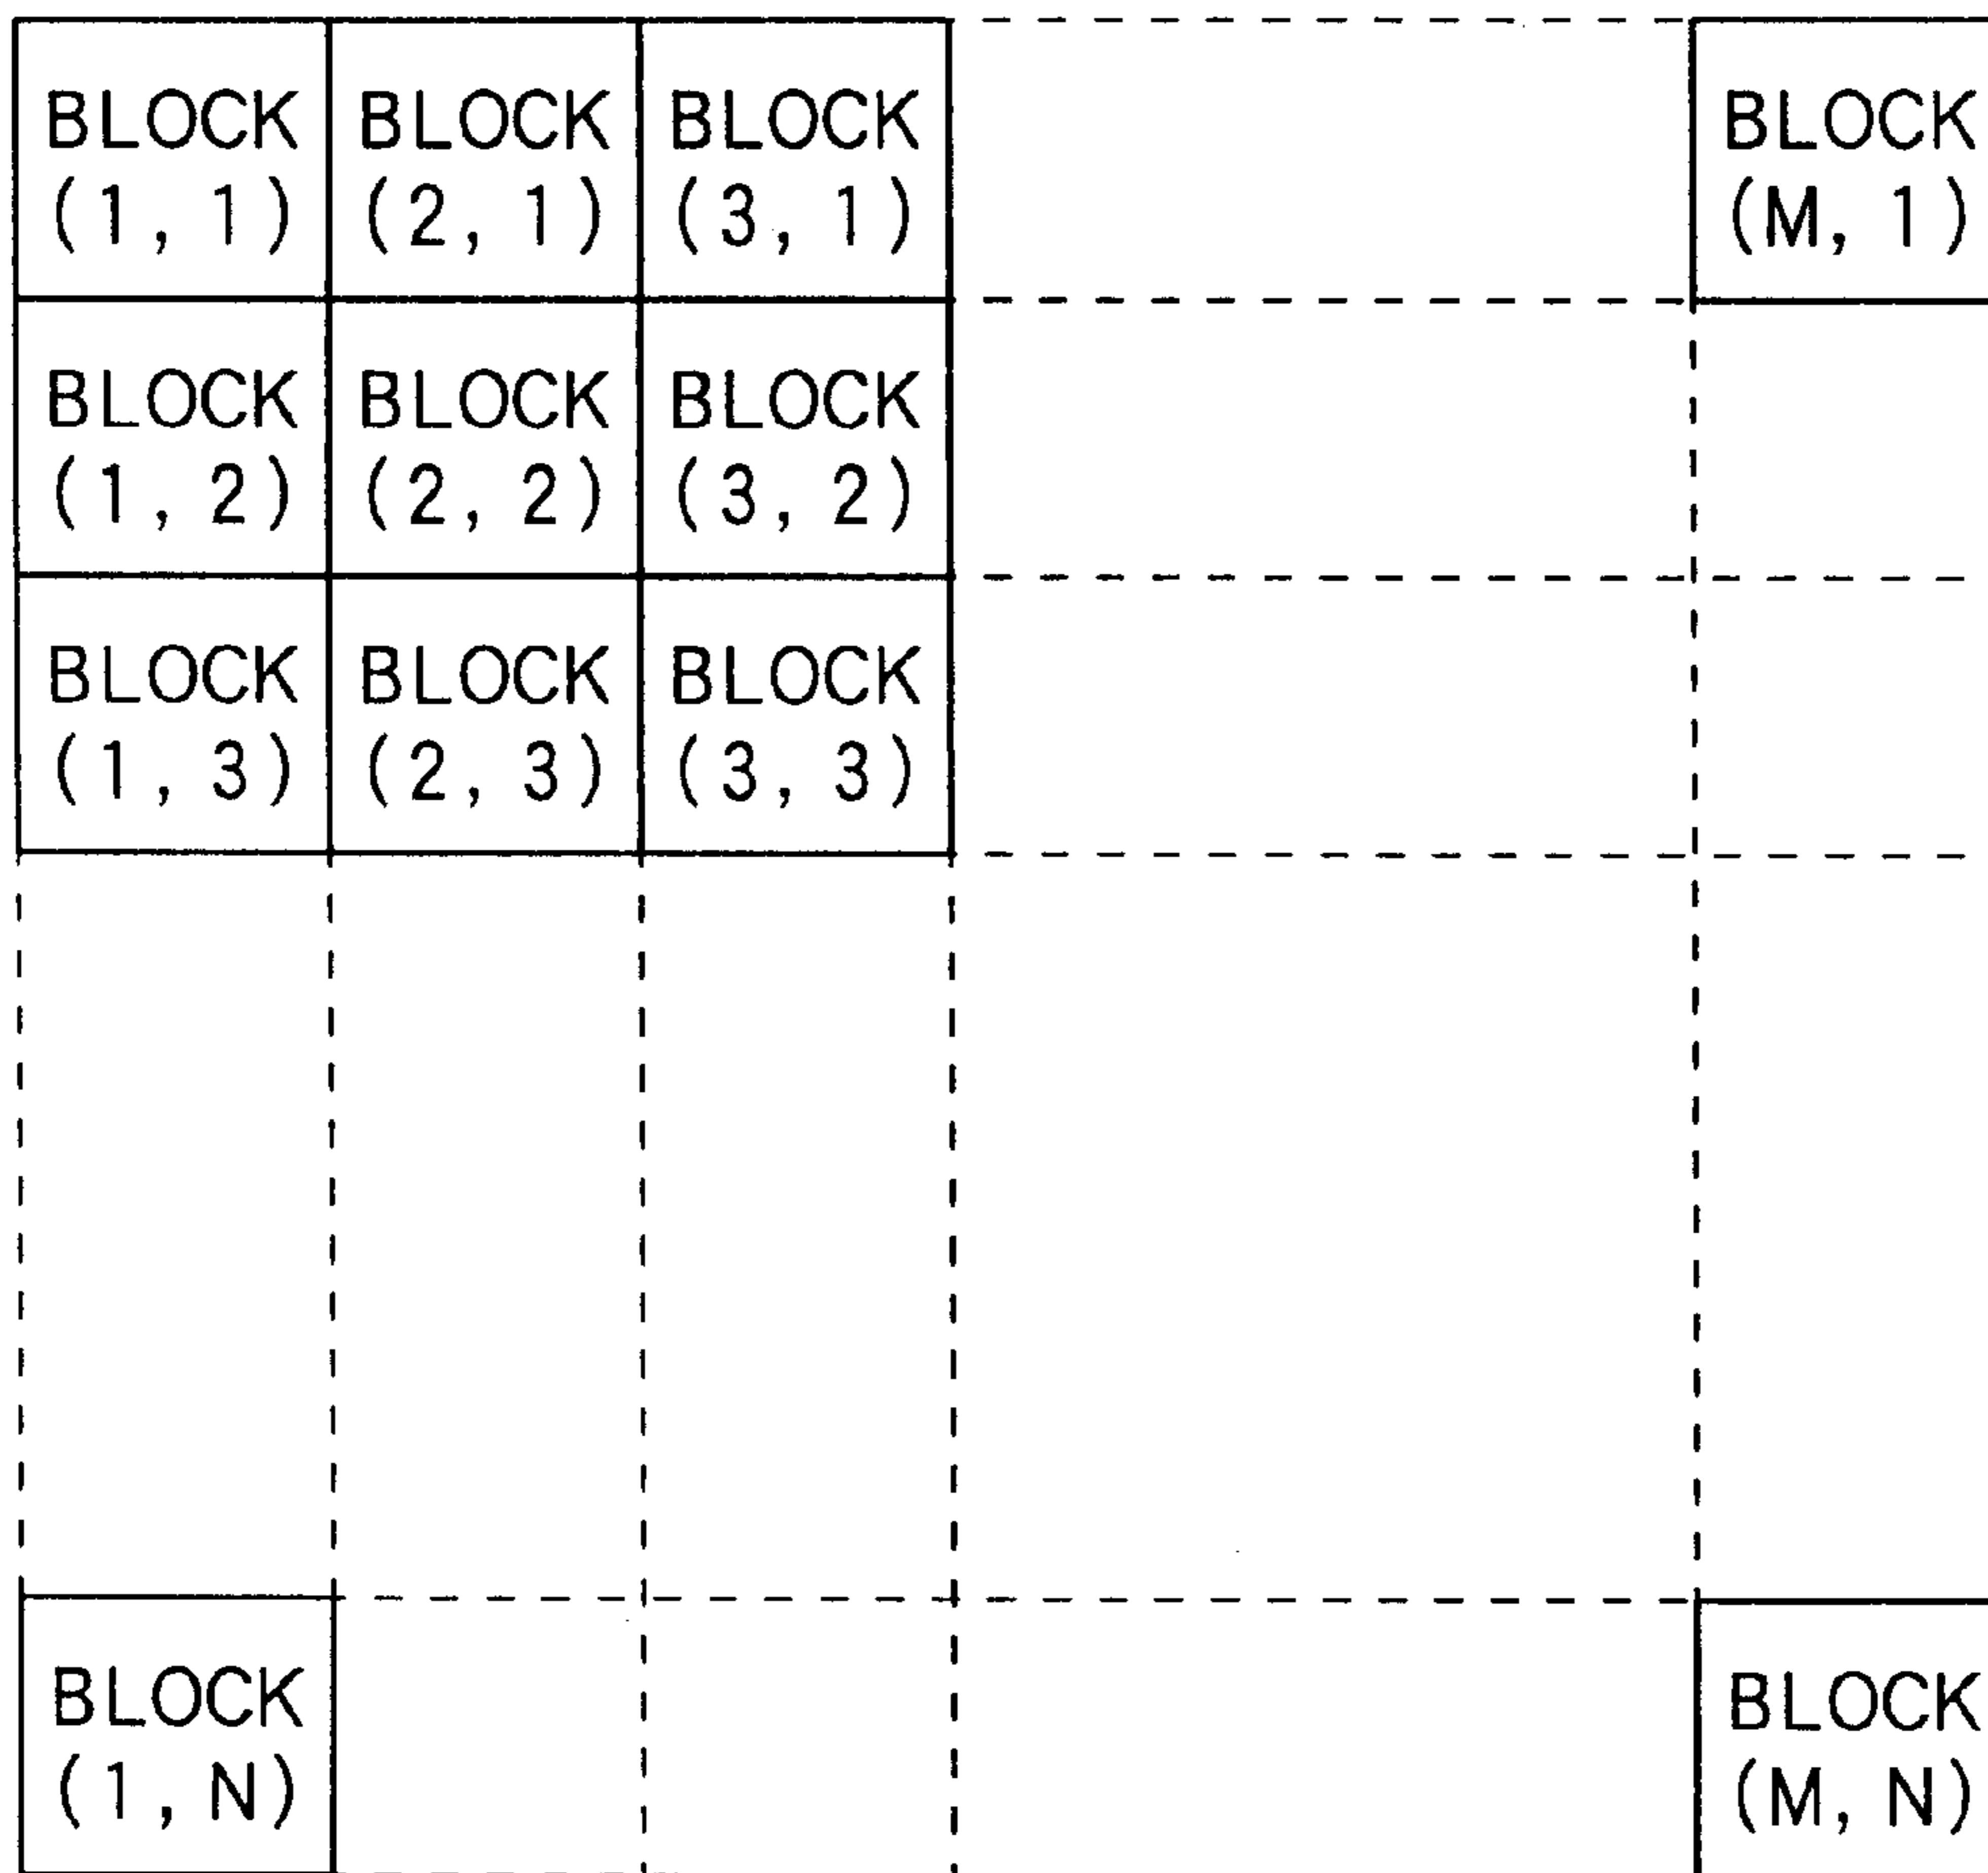 BLOCK
(1, 1)
BLOCK
(2, 1)
BLOCK
(3, 1)
BLOCK
(M, 1)
BLOCK
(1, 2)
BLOCK
(2, 2)
BLOCK
(3, 2)
BLOCK
(1, 3)
BLOCK
(2, 3)
BLOCK
(3, 3)
BLOCK
(1, N)
BLOCK
(M, N)